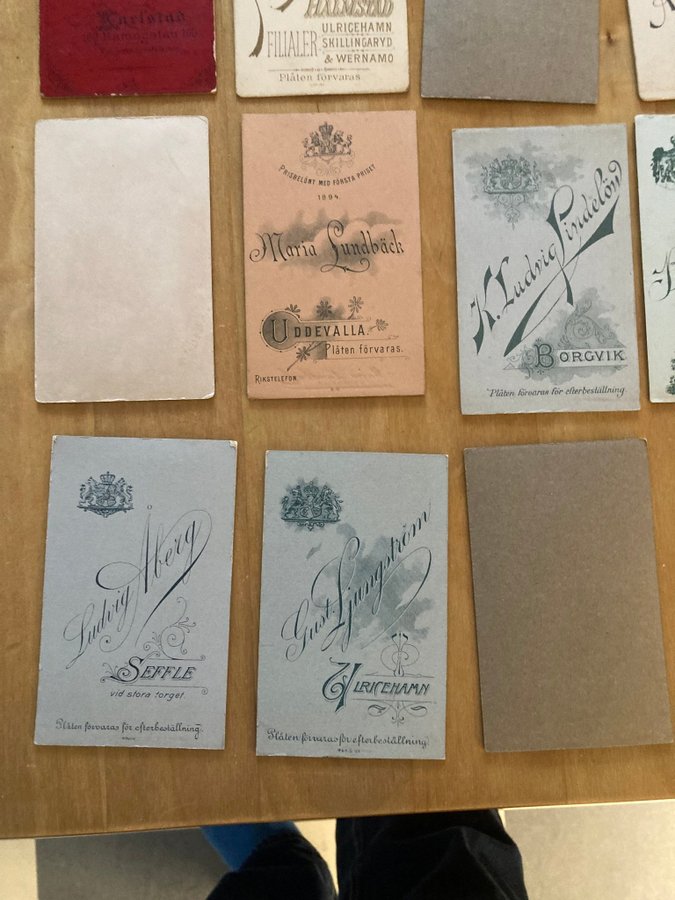 Karlstad
HALMSTAD
FILIALER
ULRICEHAMN
SKILLINGARYD
& WERNAMO
Plåten förvaras
PRISBELÖNT MED FÖRSTA PRISET
1894.
Maria Lundbäck
UDDEVALLA.
Plåten förvaras.
RIKSTELEFON
K. Ludvig Lindelöw
BORGVIK
Plåten förvaras för efterbeställning.
Ludvig Åberg
SEFFLE
vid stora torget.
Plåten förvaras för efterbeställning.
Gust. Ljungström
ULRICEHAMN
Plåten förvaras för efterbeställning.